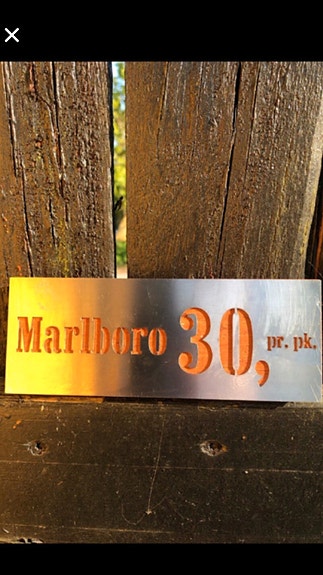 Marlboro 30, pr. pk.